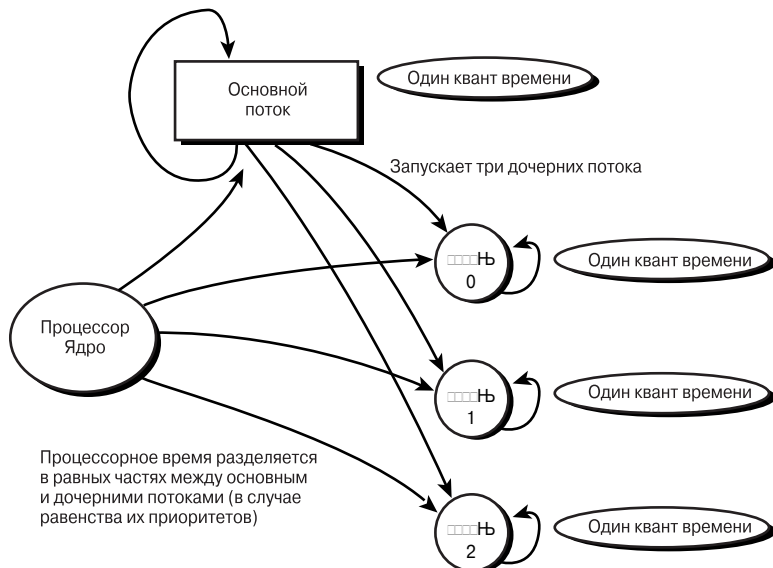 Основной
поток
Один квант времени
Запускает три дочерних потока
0
Один квант времени
Процессор
Ядро
1
Один квант времени
Процессорное время разделяется
в равных частях между основным
и дочерними потоками (в случае
равенства их приоритетов)
2
Один квант времени